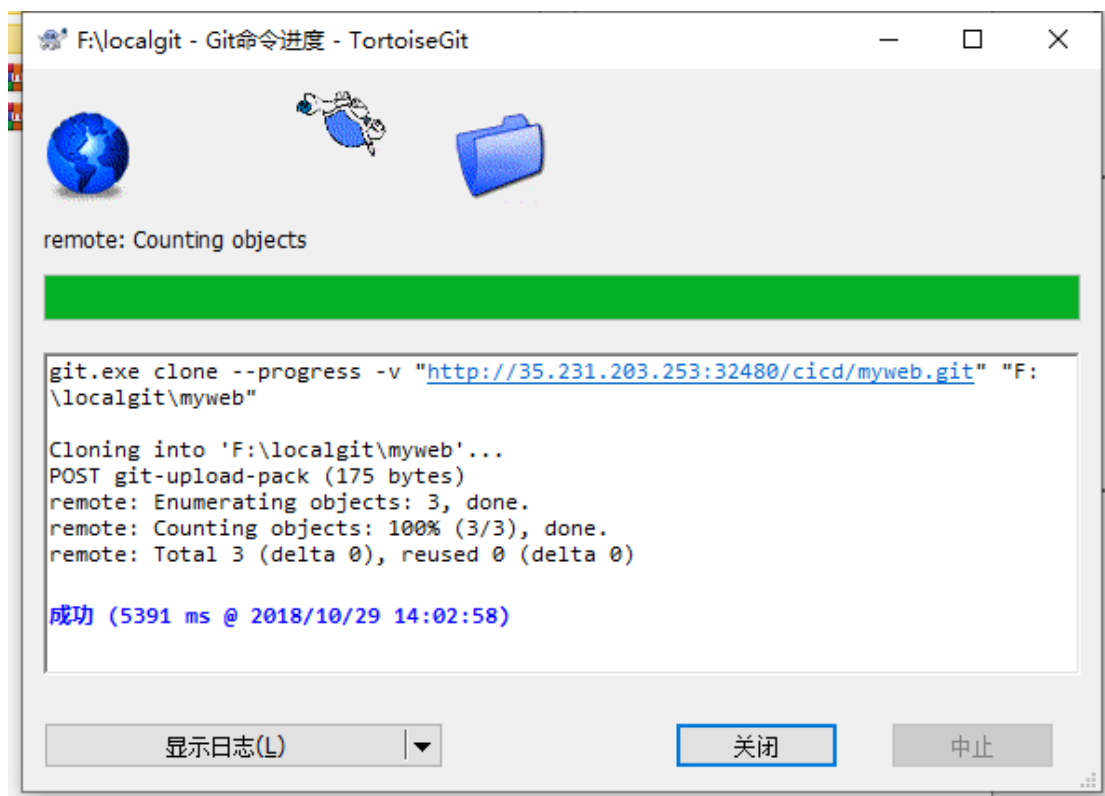 F:\localgit - Git命令进度 - TortoiseGit
remote: Counting objects
git.exe clone --progress -v "http://35.231.203.253:32480/cicd/myweb.git" "F:
\localgit\myweb"
Cloning into 'F:\localgit\myweb'...
POST git-upload-pack (175 bytes)
remote: Enumerating objects: 3, done.
remote: Counting objects: 100% (3/3), done.
remote: Total 3 (delta 0), reused 0 (delta 0)
成功 (5391 ms @ 2018/10/29 14:02:58)
显示日志(L)
关闭
中止